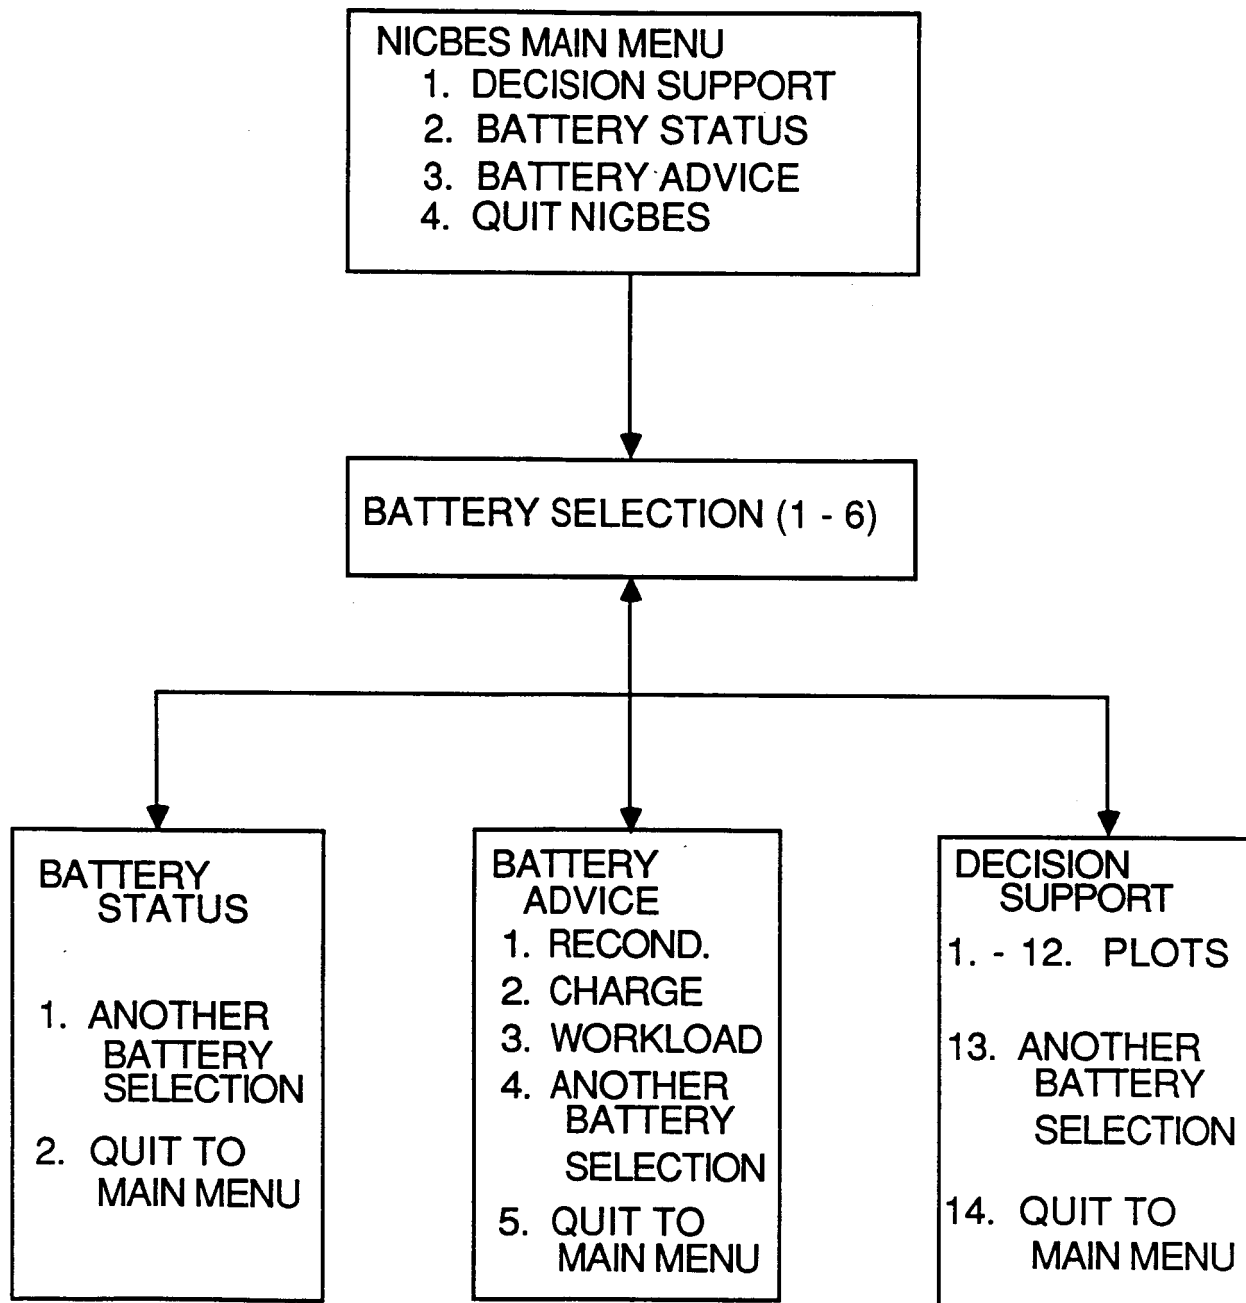 NICBES MAIN MENU
1. DECISION SUPPORT
2. BATTERY STATUS
3. BATTERY ADVICE
4. QUIT NIGBES
BATTERY SELECTION (1 - 6)
BATTERY
STATUS
1. ANOTHER
BATTERY
SELECTION
2. QUIT TO
MAIN MENU
BATTERY
ADVICE
1. RECOND.
2. CHARGE
3. WORKLOAD
4. ANOTHER
BATTERY
SELECTION
5. QUIT TO
MAIN MENU
DECISION
SUPPORT
1. - 12. PLOTS
13. ANOTHER
BATTERY
SELECTION
14. QUIT TO
MAIN MENU